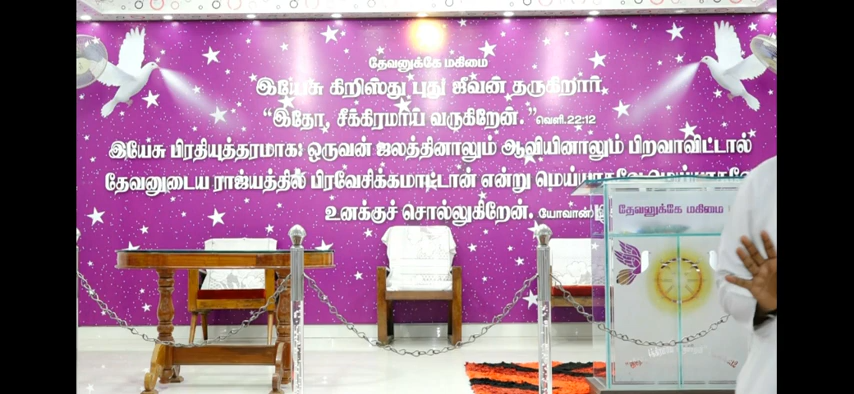 தேவனுக்கே மகிமை
இயேசு கிறிஸ்து புது ஜீவன் தருகிறார்
“இதோ, சீக்கிரமாய் வருகிறேன்.” வெளி.22:12
இயேசு பிரதியுத்தரமாக: ஒருவன் ஜலத்தினாலும் ஆவியினாலும் பிறவாவிட்டால்
தேவனுடைய ராஜ்யத்தில் பிரவேசிக்கமாட்டான் என்று
உனக்குச் சொல்லுகிறேன். யோவான்
தேவனுக்கே மகிமை